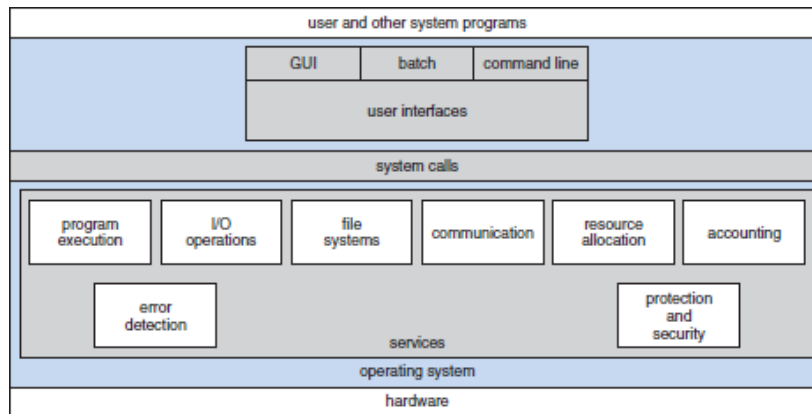 user and other system programs
GUI
batch
command line
user interfaces
system calls
program
execution
I/O
operations
file
systems
communication
resource
allocation
accounting
error
detection
protection
and
security
services
operating system
hardware